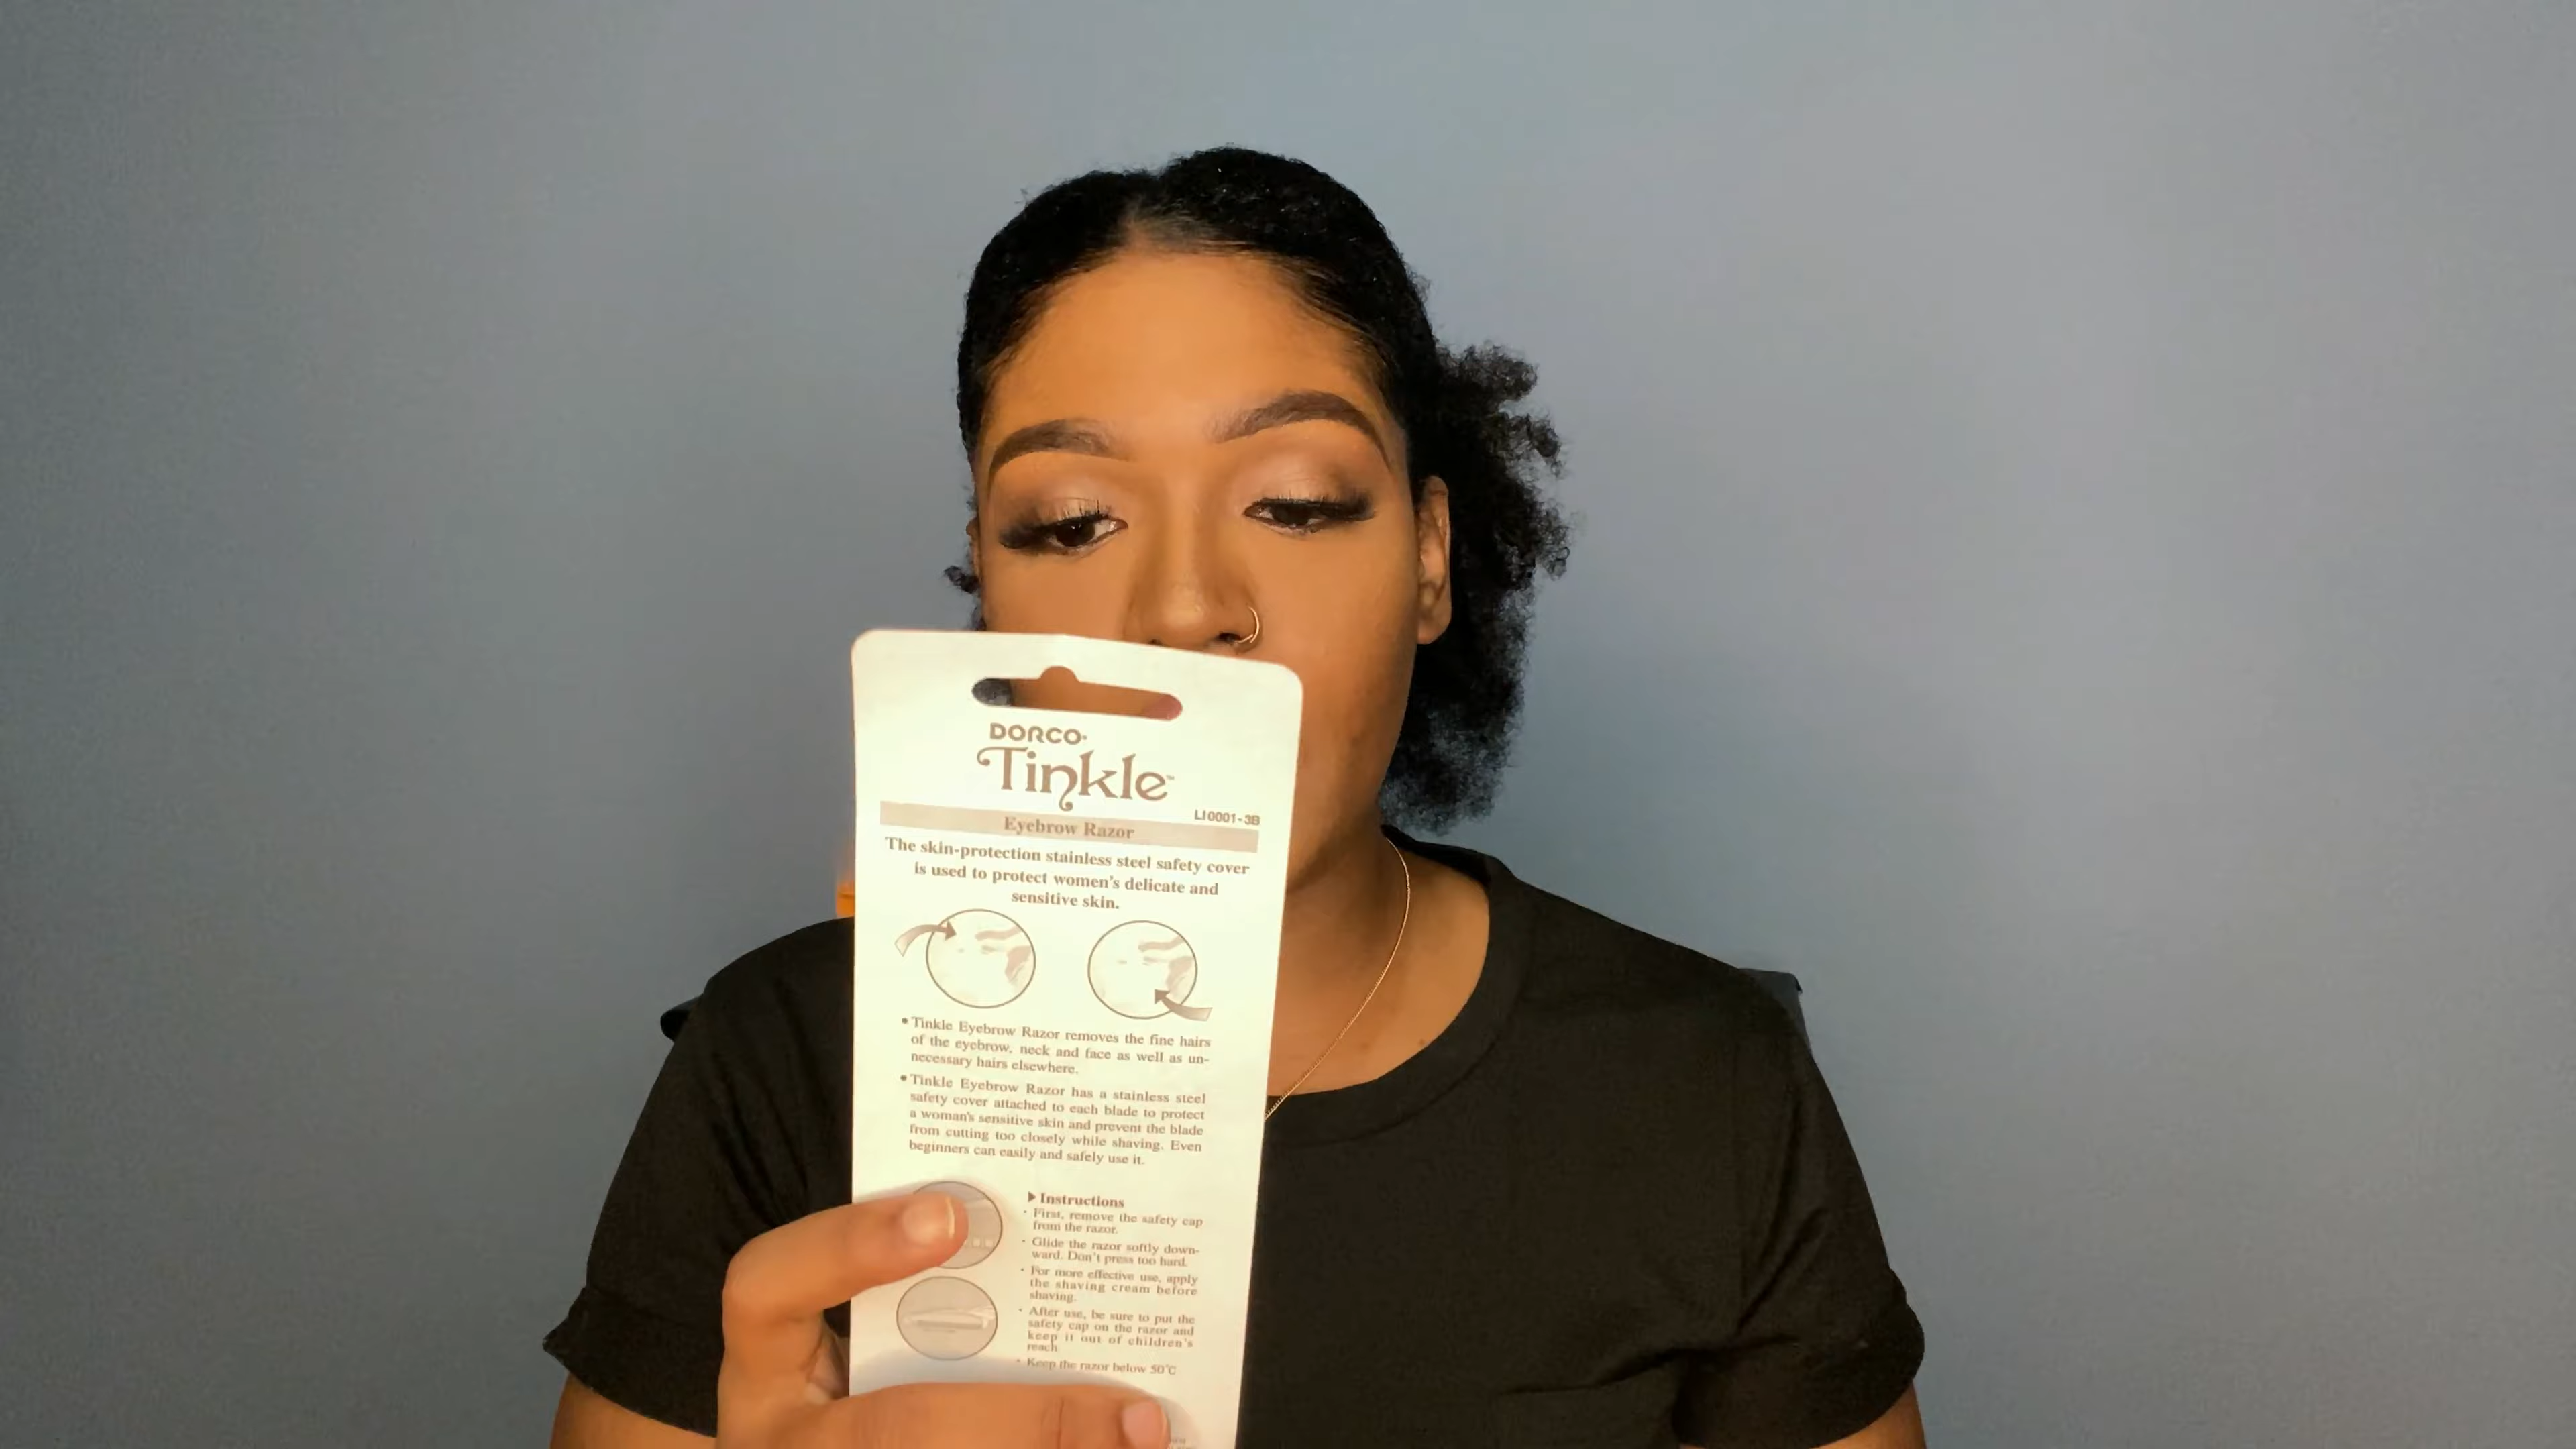 DORCO
Tinkle™
LI0001-3B
Eyebrow Razor
The skin-protection stainless steel safety cover
is used to protect women's delicate and
sensitive skin.
• Tinkle Eyebrow Razor removes the fine hairs
of the eyebrow, neck and face as well as un-
necessary hairs elsewhere.
• Tinkle Eyebrow Razor has a stainless steel
safety cover attached to each blade to protect
a woman's sensitive skin and prevent the blade
from cutting too closely while shaving. Even
beginners can easily and safely use it.
▶ Instructions
· First, remove the safety cap
from the razor.
· Glide the razor softly down-
ward. Don't press too hard.
· For more effective use, apply
the shaving cream before
shaving.
· After use, be sure to put the
safety cap on the razor and
keep it out of children's
reach
· Keep the razor below 50°C